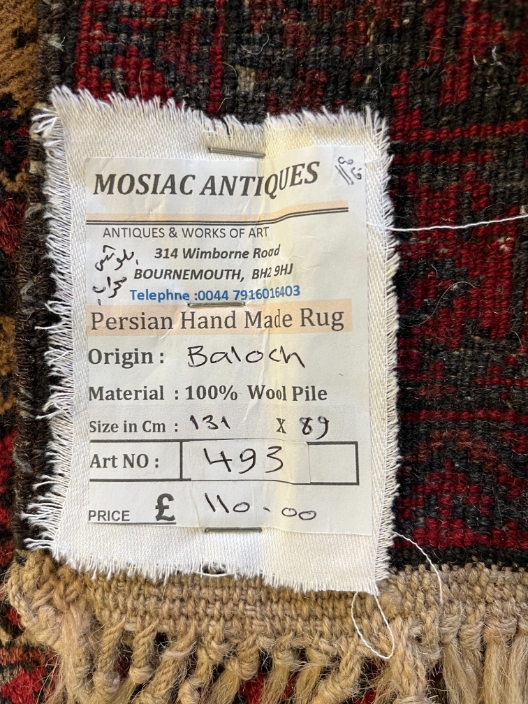 MOSIAC ANTIQUES
ANTIQUES & WORKS OF ART
314 Wimborne Road
BOURNEMOUTH, BH2 9HJ
Telephne :0044 7916016403
Persian Hand Made Rug
Origin : Baloch
Material : 100% Wool Pile
Size in Cm : 131 X 89
Art NO : 493
PRICE £ 110.00